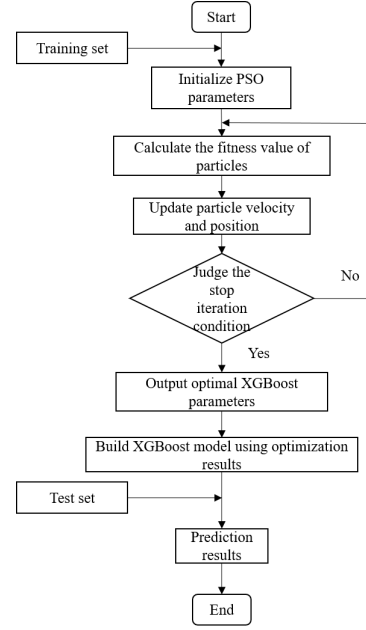 Start
Training set
Initialize PSO
parameters
Calculate the fitness value of
particles
Update particle velocity
and position
Judge the
stop
iteration
condition
No
Yes
Output optimal XGBoost
parameters
Build XGBoost model using optimization
results
Test set
Prediction
results
End